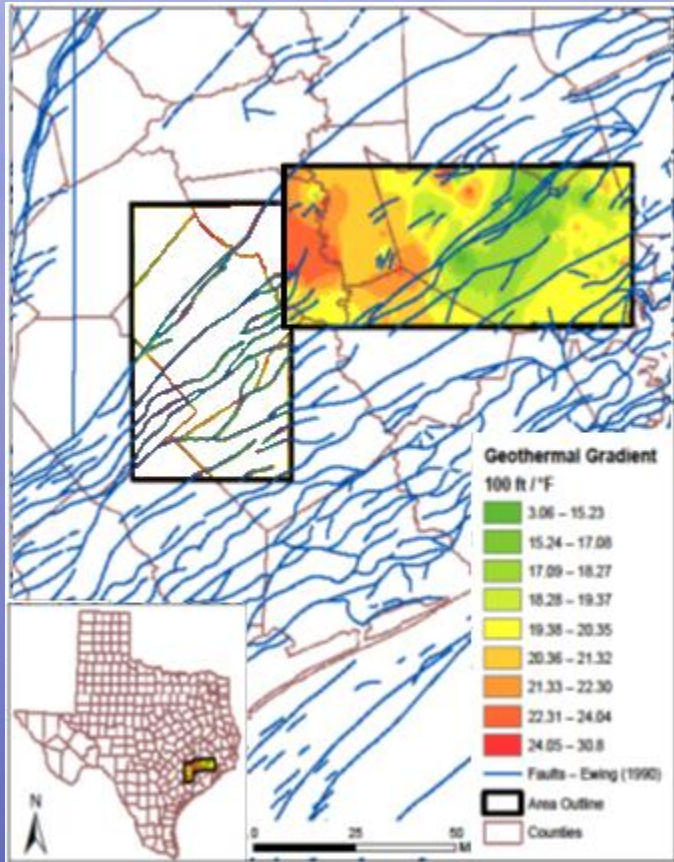 Geothermal Gradient
100 ft / °F
3.06 – 15.23
15.24 – 17.08
17.09 – 18.27
18.28 – 19.37
19.38 – 20.35
20.36 – 21.32
21.33 – 22.30
22.31 – 24.04
24.05 – 30.8
Faults – Ewing (1990)
Area Outline
Counties
N
0 25 50
M